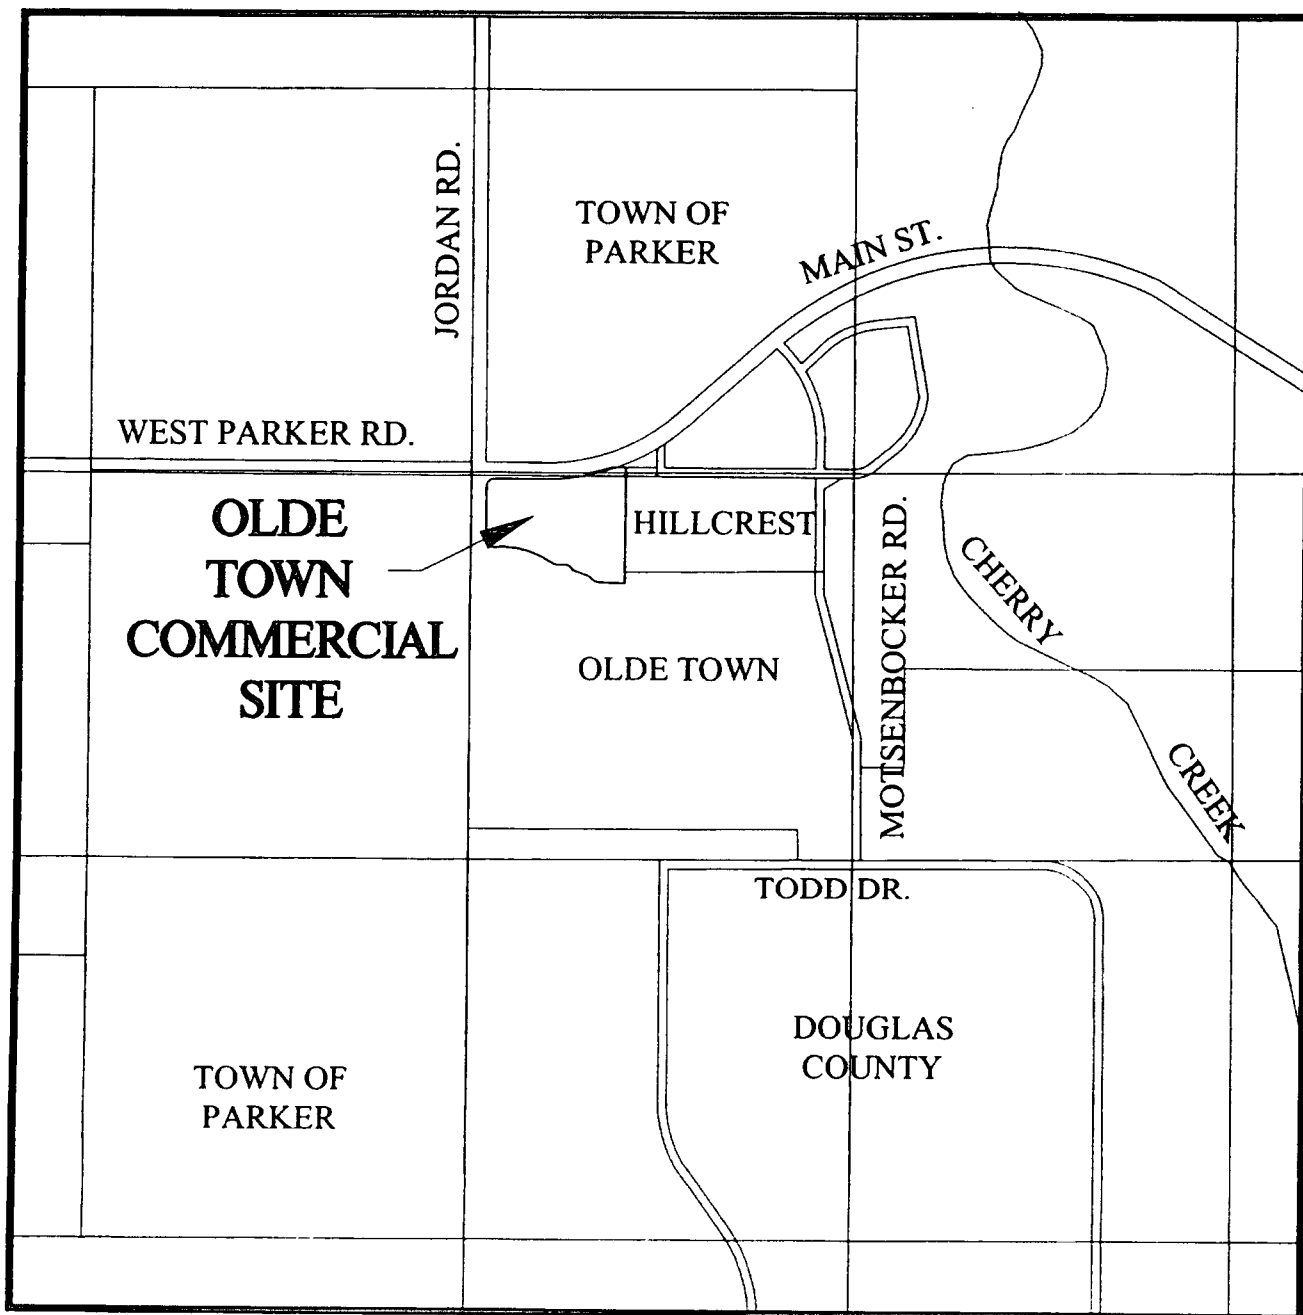 JORDAN RD.
TOWN OF
PARKER
MAIN ST.
WEST PARKER RD.
OLDE
TOWN
COMMERCIAL
SITE
HILLCREST
MOTSENBOCKER RD.
CHERRY
CREEK
OLDE TOWN
TODD DR.
DOUGLAS
COUNTY
TOWN OF
PARKER